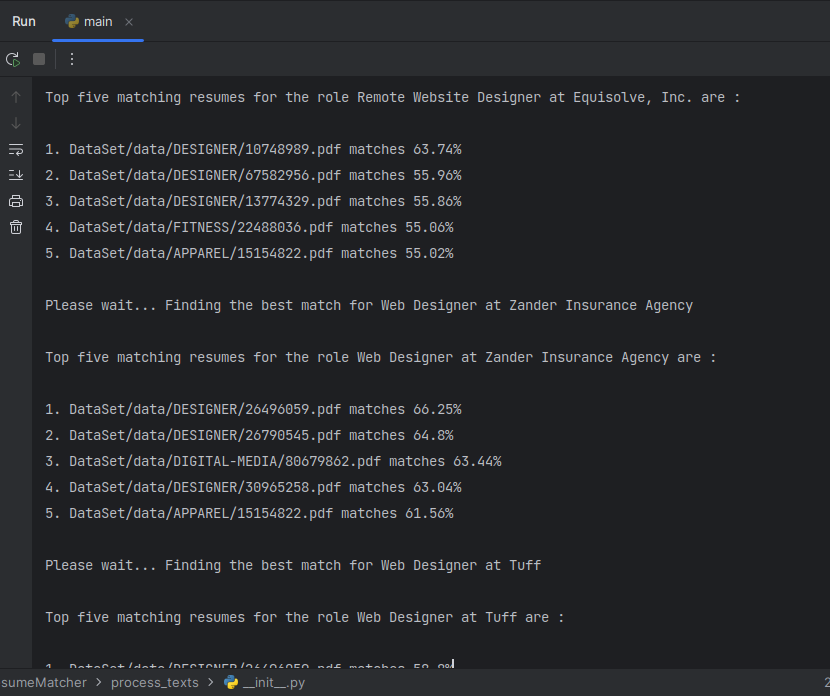 Run main
Top five matching resumes for the role Remote Website Designer at Equisolve, Inc. are :
1. DataSet/data/DESIGNER/10748989.pdf matches 63.74%
2. DataSet/data/DESIGNER/67582956.pdf matches 55.96%
3. DataSet/data/DESIGNER/13774329.pdf matches 55.86%
4. DataSet/data/FITNESS/22488036.pdf matches 55.06%
5. DataSet/data/APPAREL/15154822.pdf matches 55.02%
Please wait... Finding the best match for Web Designer at Zander Insurance Agency
Top five matching resumes for the role Web Designer at Zander Insurance Agency are :
1. DataSet/data/DESIGNER/26496059.pdf matches 66.25%
2. DataSet/data/DESIGNER/26790545.pdf matches 64.8%
3. DataSet/data/DIGITAL-MEDIA/80679862.pdf matches 63.44%
4. DataSet/data/DESIGNER/30965258.pdf matches 63.04%
5. DataSet/data/APPAREL/15154822.pdf matches 61.56%
Please wait... Finding the best match for Web Designer at Tuff
Top five matching resumes for the role Web Designer at Tuff are :
1. matches
sumeMatcher > process_texts > __init__.py